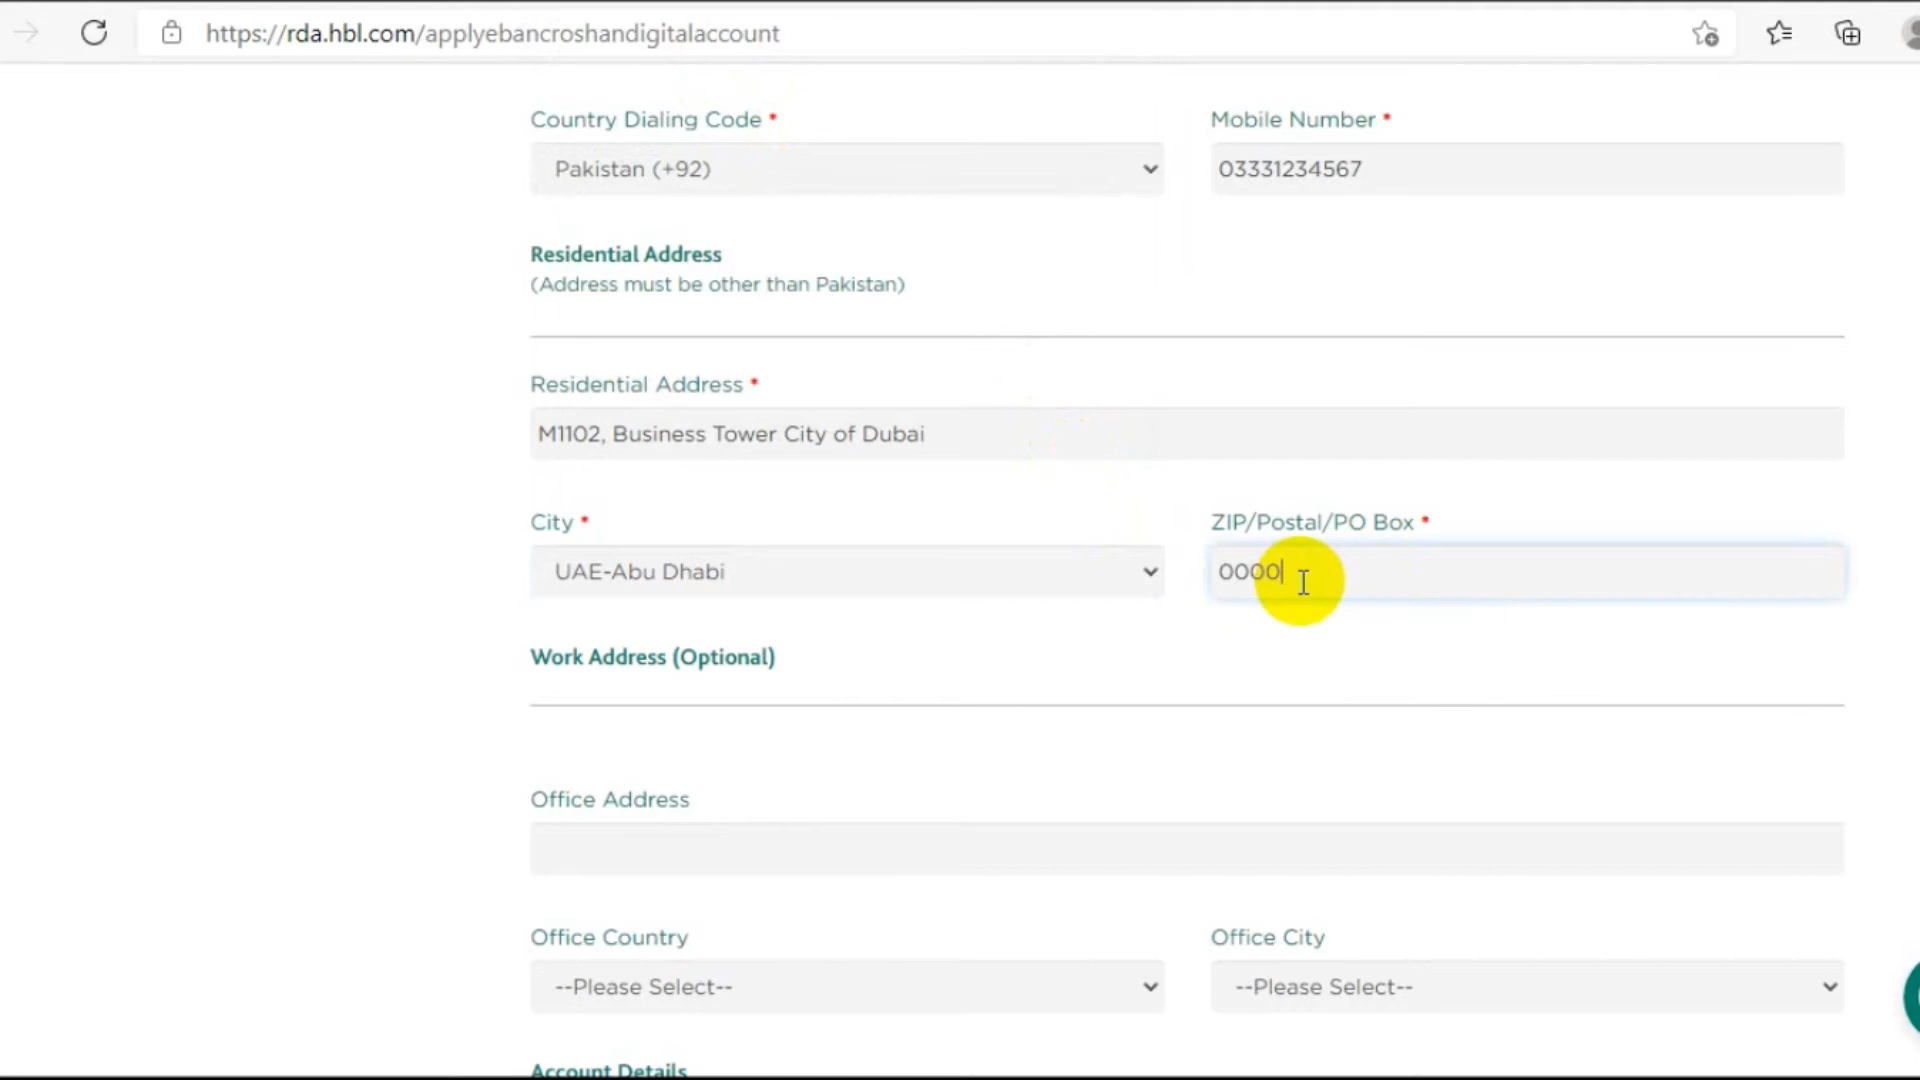 https://rda.hbl.com/applyebancroshandigitalaccount
Country Dialing Code *
Mobile Number *
Pakistan (+92)
03331234567
Residential Address
(Address must be other than Pakistan)
Residential Address *
M1102, Business Tower City of Dubai
City *
ZIP/Postal/PO Box *
UAE-Abu Dhabi
0000
Work Address (Optional)
Office Address
Office Country
Office City
--Please Select--
--Please Select--
Account Details